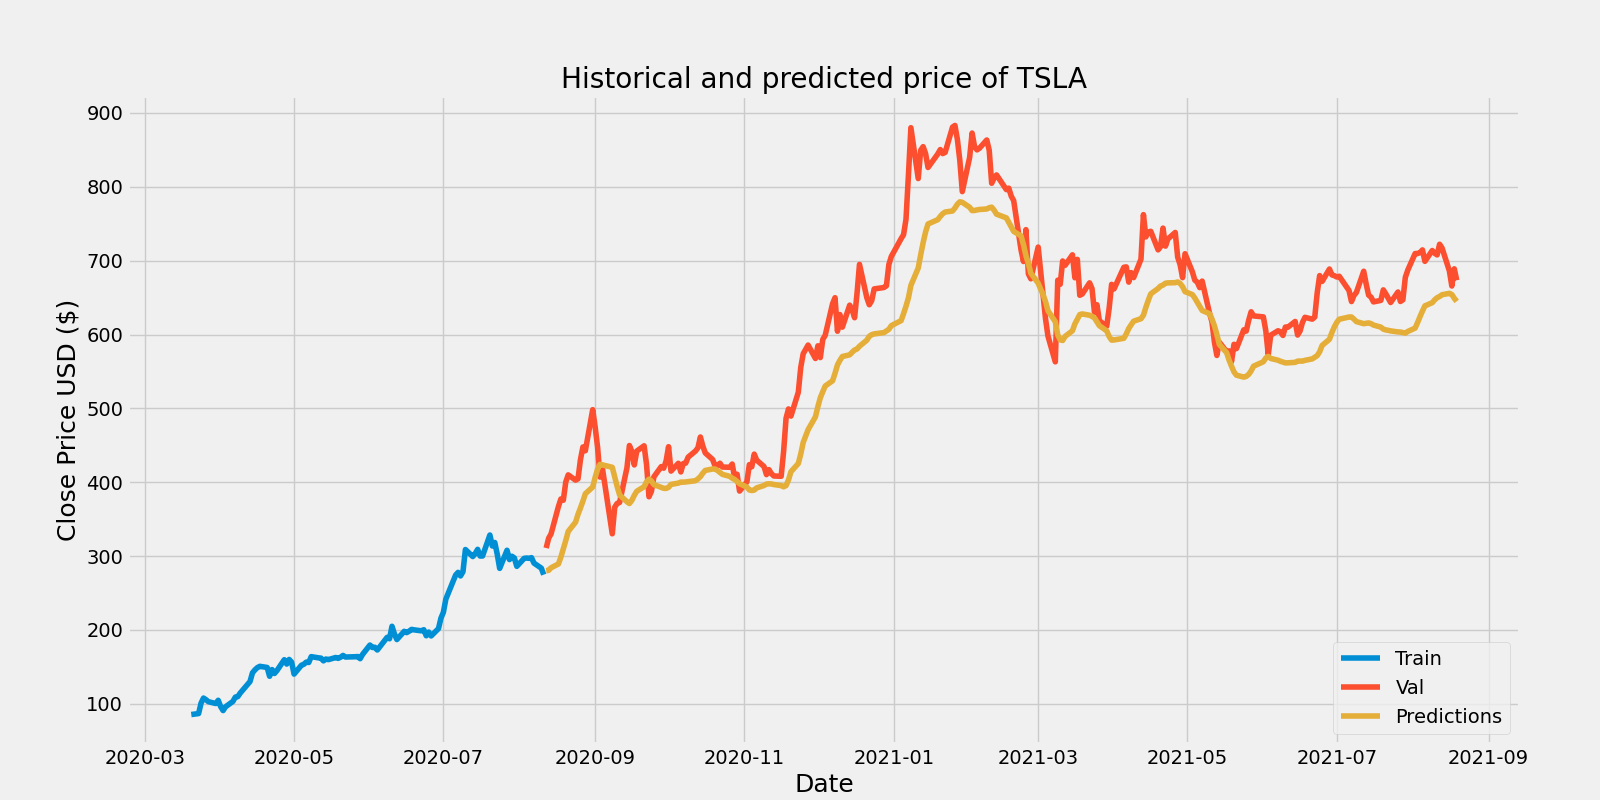 Historical and predicted price of TSLA
Close Price USD ($)
900
800
700
600
500
400
300
200
100
Train
Val
Predictions
2020-03 2020-05 2020-07 2020-09 2020-11 2021-01 2021-03 2021-05 2021-07 2021-09
Date